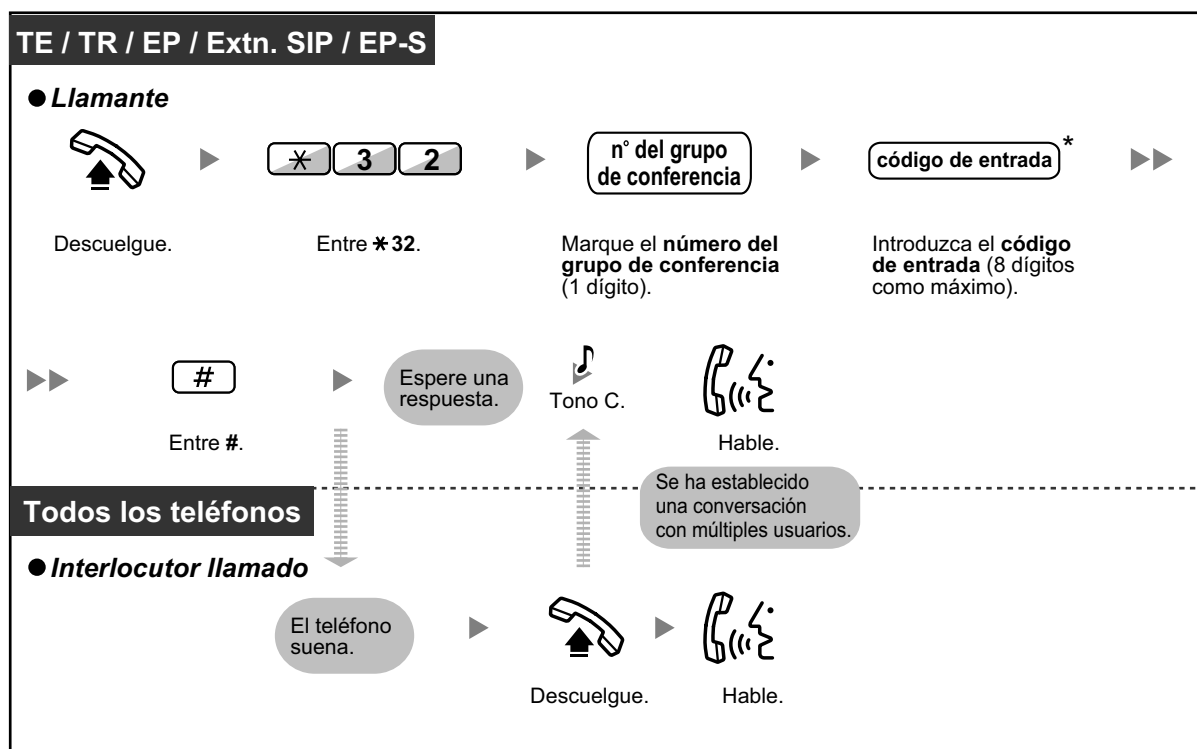 TE / TR / EP / Extn. SIP / EP-S
● Llamante
* 3 2
n° del grupo
de conferencia
código de entrada *
Descuelgue.
Entre *32.
Marque el número del
grupo de conferencia
(1 dígito).
Introduzca el código
de entrada (8 dígitos
como máximo).
#
Espere una
respuesta.
Tono C.
Entre #.
Hable.
Se ha establecido
una conversación
con múltiples usuarios.
Todos los teléfonos
● Interlocutor llamado
El teléfono
suena.
Descuelgue.
Hable.